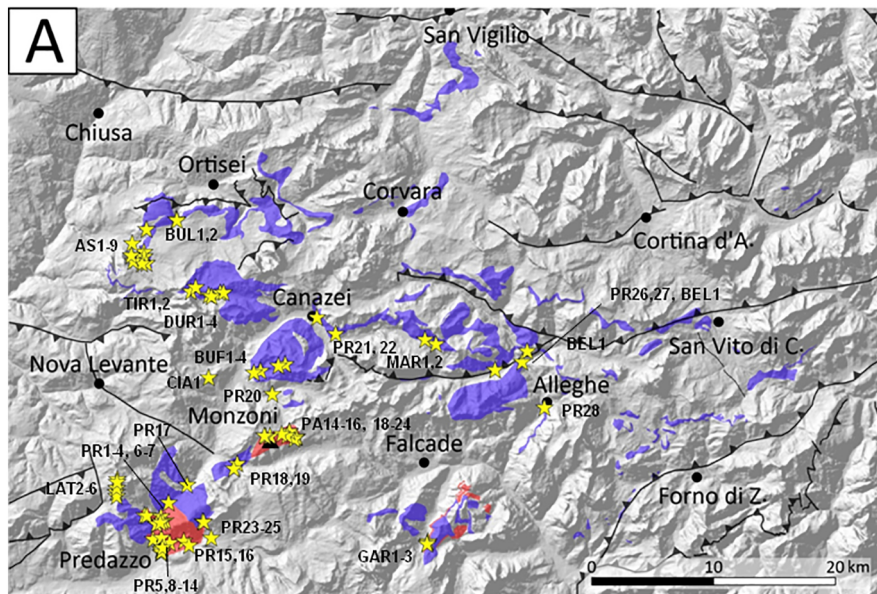 A
San Vigilio
Chiusa
Ortisei
Corvara
BUL1,2
Cortina d'A.
AS1-9
TIR1,2
Canazei
PR26,27, BEL1
DUR1-4
Nova Levante
BUF1-4
PR21, 22
MAR1,2
BEL1
San Vito di C.
CIA1
PR20
Alleghe
PR28
Monzoni
PA14-16, 18-24
PR17
PR1-4, 6-7
Falcade
PR18,19
LAT2-6
Forno di Z.
PR23-25
Predazzo
PR15,16
GAR1-3
PR5,8-14
0
10
20 km